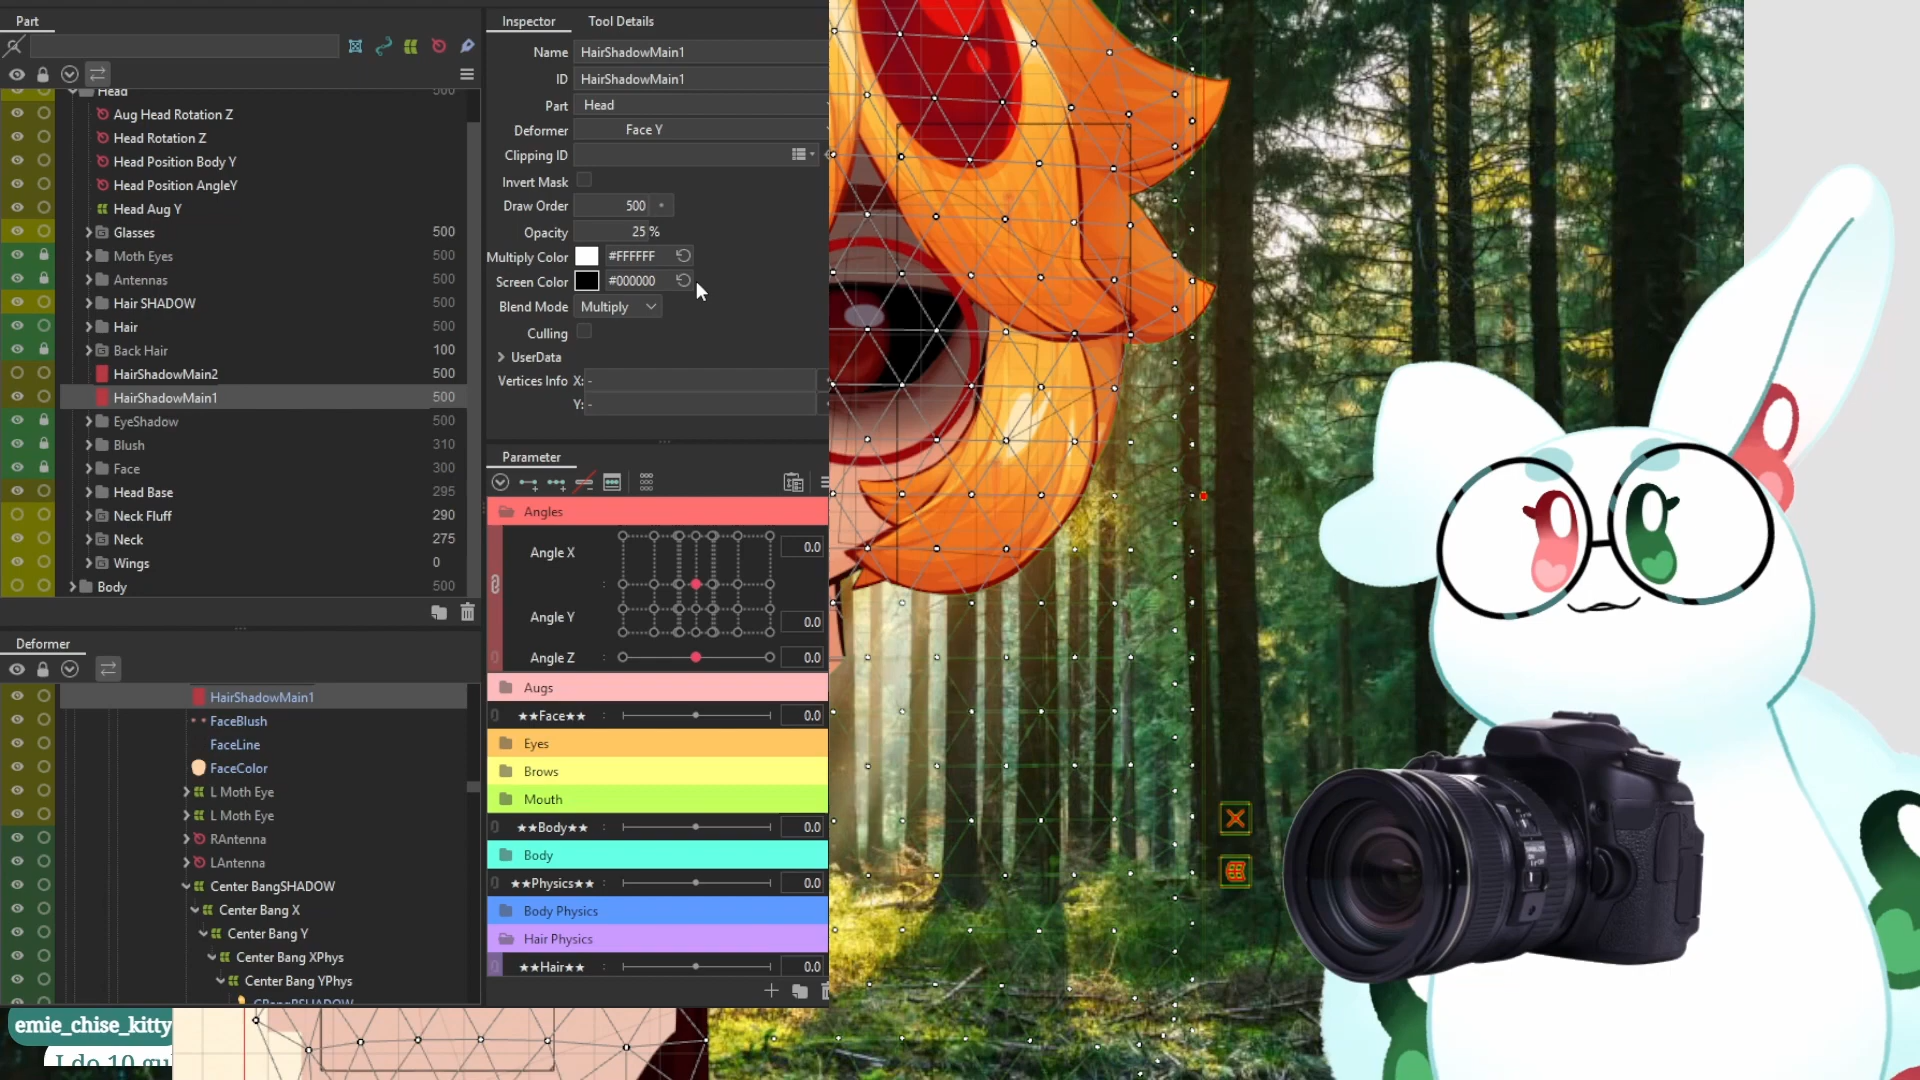 Part
Head 500
Aug Head Rotation Z
Head Rotation Z
Head Position Body Y
Head Position AngleY
Head Aug Y
Glasses 500
Moth Eyes 500
Antennas 500
Hair SHADOW 500
Hair 500
Back Hair 100
HairShadowMain2 500
HairShadowMain1 500
EyeShadow 500
Blush 310
Face 300
Head Base 295
Neck Fluff 290
Neck 275
Wings 0
Body 500
Deformer
HairShadowMain1
FaceBlush
FaceLine
FaceColor
L Moth Eye
L Moth Eye
RAntenna
LAntenna
Center BangSHADOW
Center Bang X
Center Bang Y
Center Bang XPhys
Center Bang YPhys
CBangBSHADOW
Inspector Tool Details
Name HairShadowMain1
ID HairShadowMain1
Part Head
Deformer Face Y
Clipping ID
Invert Mask
Draw Order 500
Opacity 25 %
Multiply Color #FFFFFF
Screen Color #000000
Blend Mode Multiply
Culling
UserData
Vertices Info X: -
Y: -
Parameter
Angles
Angle X 0.0
:
Angle Y 0.0
Angle Z : 0.0
Augs
★★Face★★ : 0.0
Eyes
Brows
Mouth
★★Body★★ : 0.0
Body
★★Physics★★ : 0.0
Body Physics
Hair Physics
★★Hair★★ : 0.0
emie_chise_kitty
I do 10